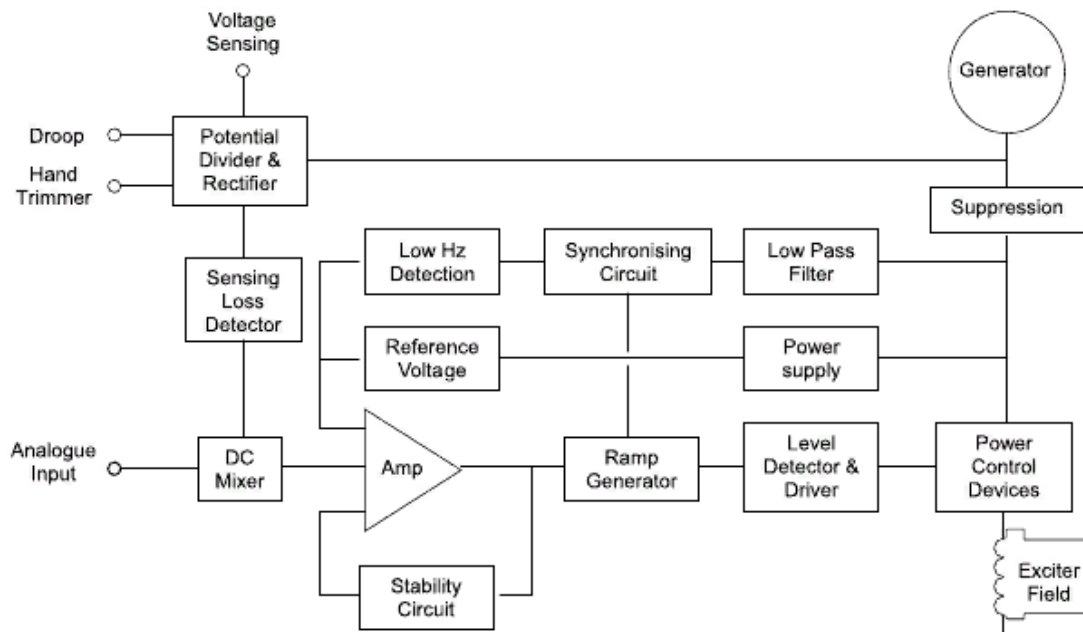 Voltage
Sensing
Generator
Droop
Hand
Trimmer
Potential
Divider &
Rectifier
Suppression
Low Hz
Detection
Synchronising
Circuit
Low Pass
Filter
Sensing
Loss
Detector
Reference
Voltage
Power
supply
Analogue
Input
DC
Mixer
Amp
Ramp
Generator
Level
Detector &
Driver
Power
Control
Devices
Stability
Circuit
Exciter
Field